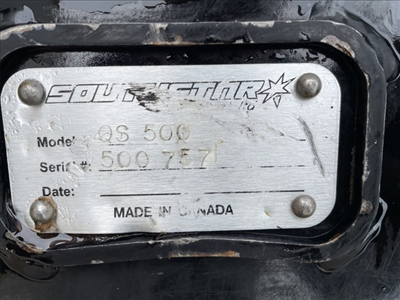 SOUTHSTAR
Model: QS 500
Serial #: 500 757
Date:
MADE IN CANADA